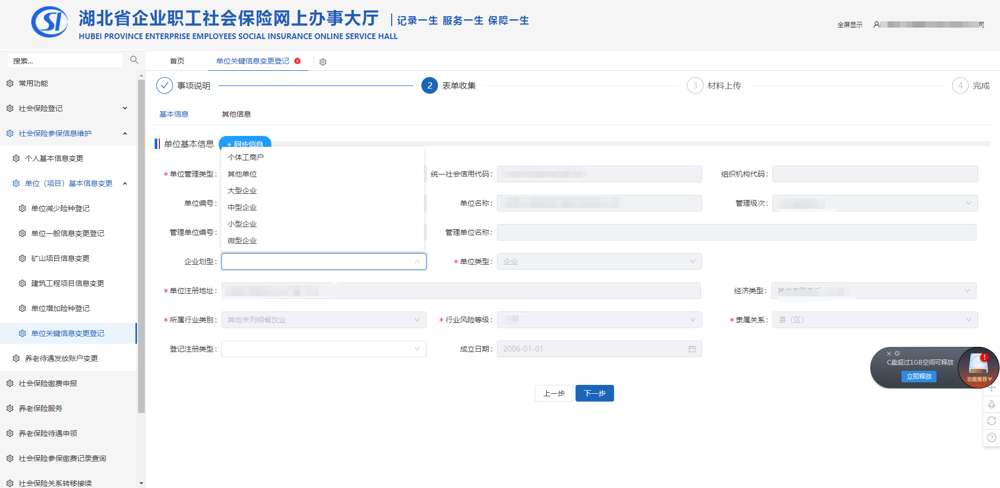 SI
湖北省企业职工社会保险网上办事大厅
记录一生 服务一生 保障一生
HUBEI PROVINCE ENTERPRISE EMPLOYEES SOCIAL INSURANCE ONLINE SERVICE HALL
全屏显示
司
搜索...
首页
单位关键信息变更登记
常用功能
社会保险登记
社会保险参保信息维护
个人基本信息变更
单位（项目）基本信息变更
单位减少险种登记
单位一般信息变更登记
矿山项目信息变更
建筑工程项目信息变更
单位增加险种登记
单位关键信息变更登记
养老待遇发放账户变更
社会保险缴费申报
养老保险服务
养老保险待遇申领
社会保险参保缴费记录查询
社会保险关系转移接续
事项说明
2 表单收集
3 材料上传
4 完成
基本信息
其他信息
单位基本信息
+ 同步信息
个体工商户
其他单位
大型企业
中型企业
小型企业
微型企业
* 单位管理类型：
统一社会信用代码：
组织机构代码：
单位编号：
单位名称：
管理级次：
管理单位编号：
管理单位名称：
企业划型：
* 单位类型： 企业
* 单位注册地址：
经济类型： 其他有限责任
* 所属行业类别： 其他未列明餐饮业
* 行业风险等级：
* 隶属关系： 县（区）
登记注册类型：
成立日期： 2006-01-01
上一步
下一步
C盘超过1GB空间可释放
立即释放
功能推荐